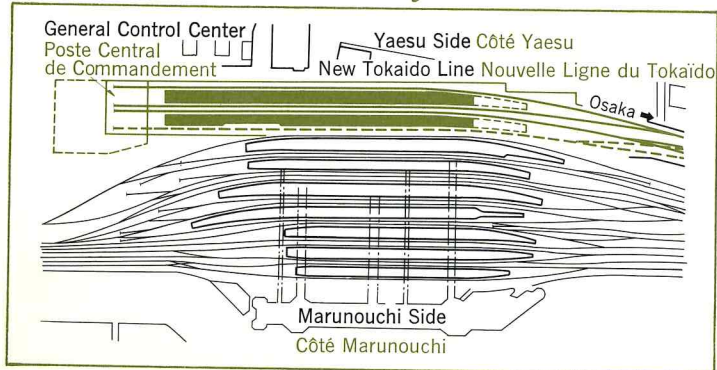 General Control Center
Poste Central
de Commandement
Yaesu Side Côté Yaesu
New Tokaido Line Nouvelle Ligne du Tokaïdo
Osaka
Marunouchi Side
Côté Marunouchi